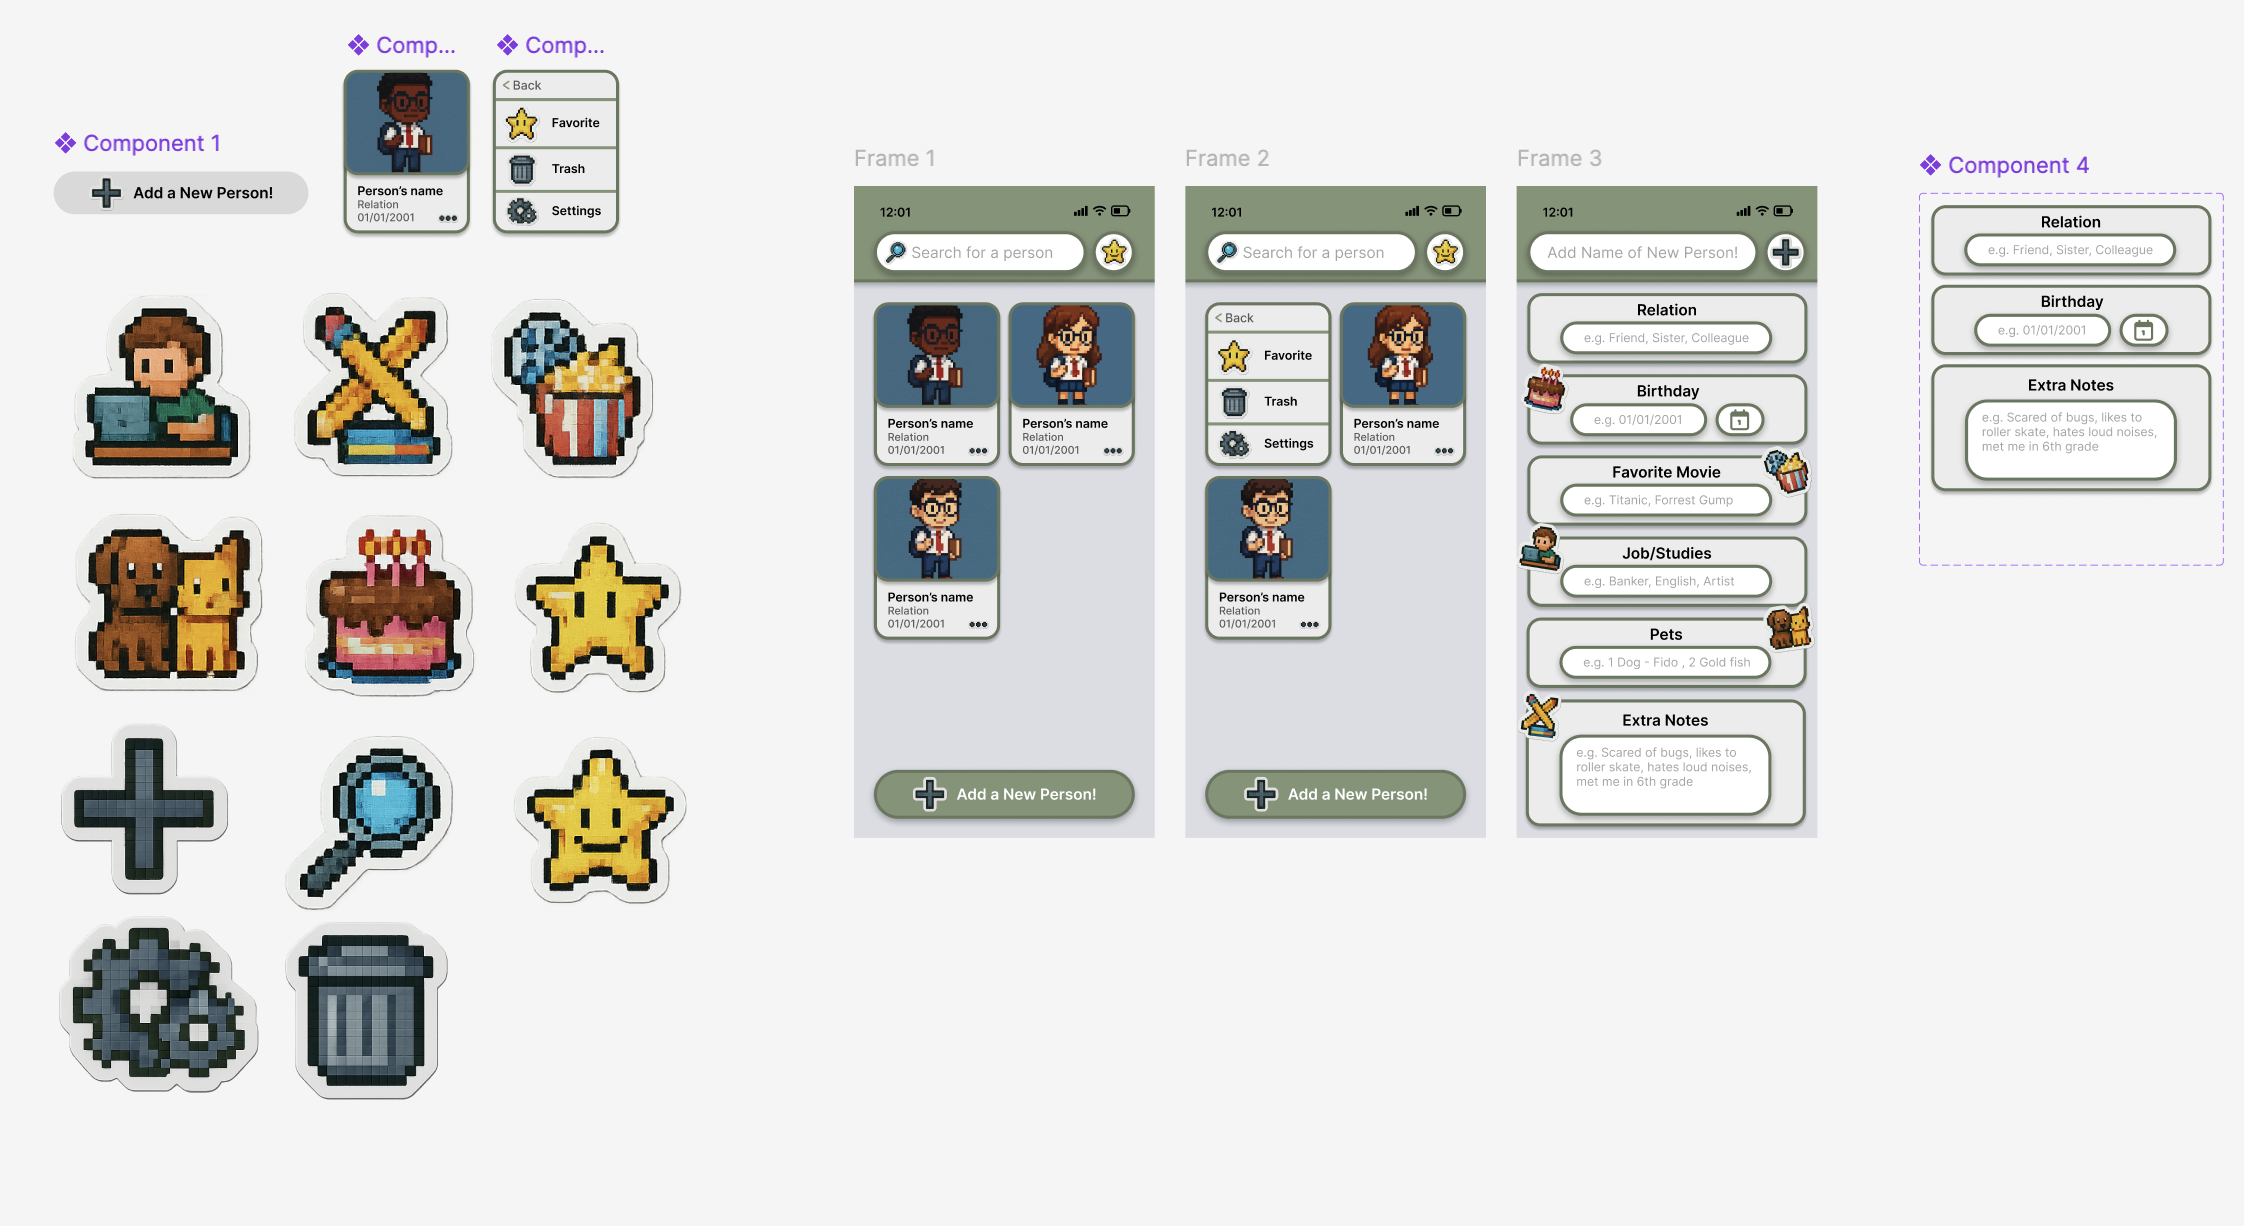 Comp...
Comp...
Component 1
Add a New Person!
Person's name
Relation
01/01/2001
< Back
Favorite
Trash
Settings
Frame 1
12:01
Search for a person
Person's name
Relation
01/01/2001
Person's name
Relation
01/01/2001
Person's name
Relation
01/01/2001
Add a New Person!
Frame 2
12:01
Search for a person
< Back
Favorite
Trash
Settings
Person's name
Relation
01/01/2001
Person's name
Relation
01/01/2001
Add a New Person!
Frame 3
12:01
Add Name of New Person!
Relation
e.g. Friend, Sister, Colleague
Birthday
e.g. 01/01/2001
1
Favorite Movie
e.g. Titanic, Forrest Gump
Job/Studies
e.g. Banker, English, Artist
Pets
e.g. 1 Dog - Fido , 2 Gold fish
Extra Notes
e.g. Scared of bugs, likes to
roller skate, hates loud noises,
met me in 6th grade
Component 4
Relation
e.g. Friend, Sister, Colleague
Birthday
e.g. 01/01/2001
1
Extra Notes
e.g. Scared of bugs, likes to
roller skate, hates loud noises,
met me in 6th grade